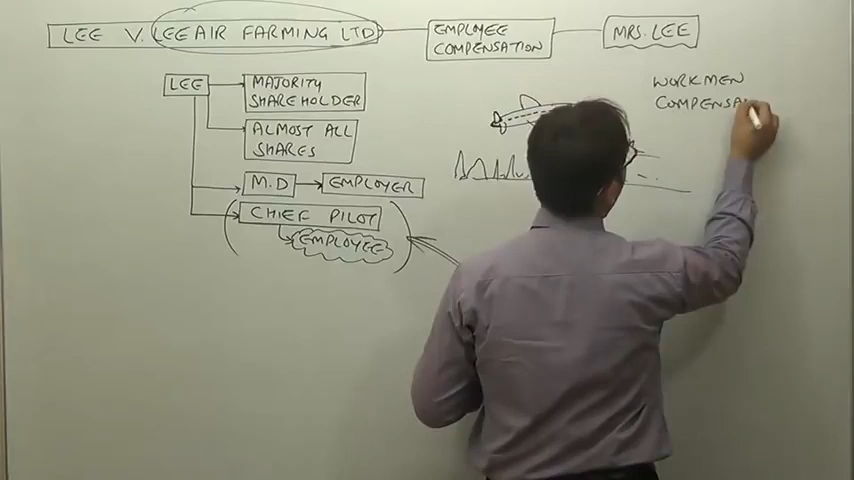 LEE V. LEE AIR FARMING LTD
EMPLOYEE
COMPENSATION
MRS. LEE
LEE
MAJORITY
SHAREHOLDER
ALMOST ALL
SHARES
M.D
EMPLOYER
CHIEF PILOT
EMPLOYEE
WORKMEN
COMPENSA